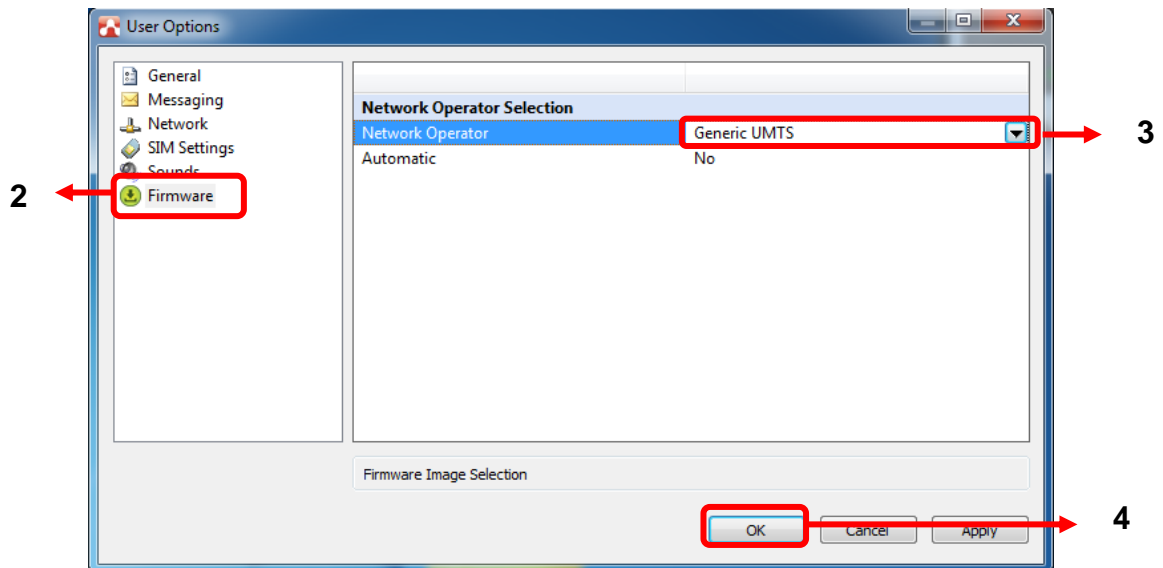 User Options
General
Messaging
Network
SIM Settings
Sounds
Firmware
Network Operator Selection
Network Operator Generic UMTS
Automatic No
Firmware Image Selection
OK Cancel Apply
2
3
4